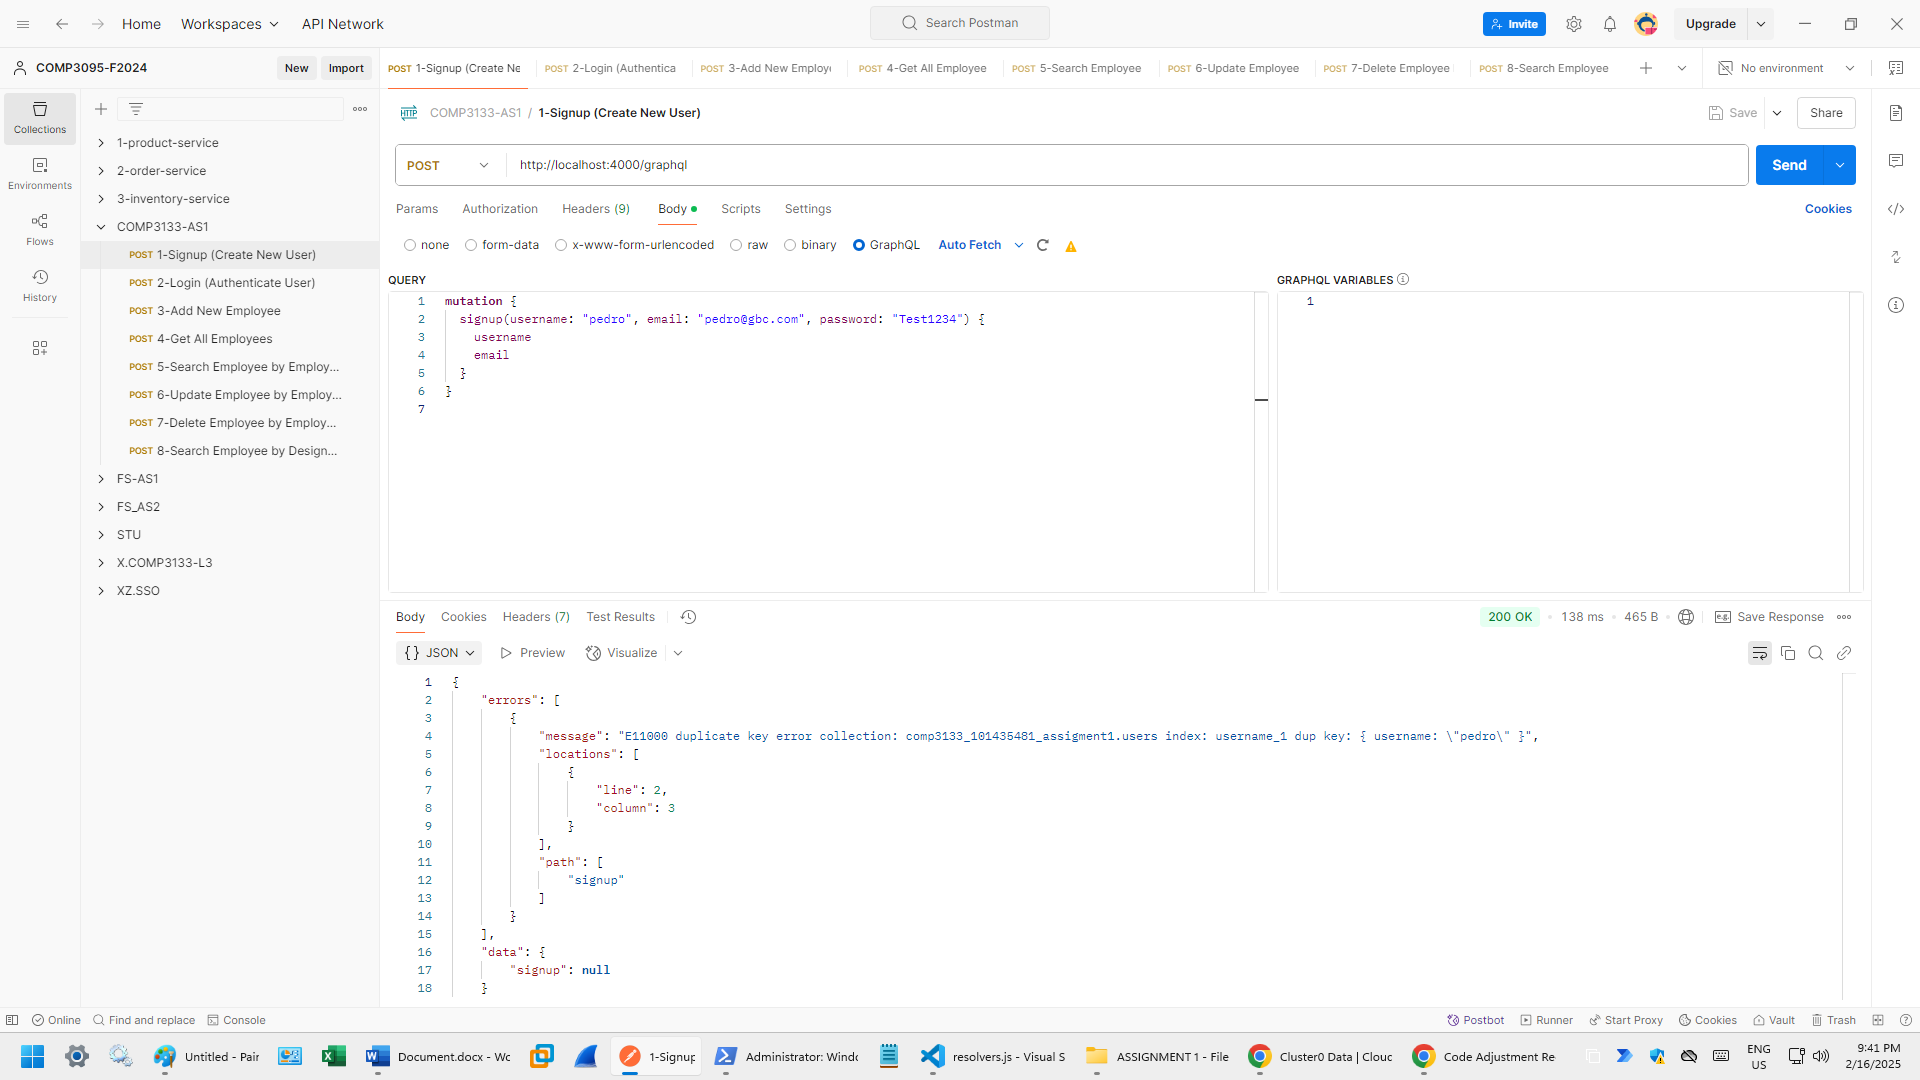 Home
Workspaces
API Network
Search Postman
Invite
Upgrade
COMP3095-F2024
New
Import
POST 1-Signup (Create Ne
POST 2-Login (Authentica
POST 3-Add New Employe
POST 4-Get All Employee
POST 5-Search Employee
POST 6-Update Employee
POST 7-Delete Employee
POST 8-Search Employee
No environment
Collections
Environments
Flows
History
1-product-service
2-order-service
3-inventory-service
COMP3133-AS1
POST 1-Signup (Create New User)
POST 2-Login (Authenticate User)
POST 3-Add New Employee
POST 4-Get All Employees
POST 5-Search Employee by Employ...
POST 6-Update Employee by Employ...
POST 7-Delete Employee by Employ...
POST 8-Search Employee by Design...
FS-AS1
FS_AS2
STU
X.COMP3133-L3
XZ.SSO
HTTP
COMP3133-AS1 / 1-Signup (Create New User)
Save
Share
POST
http://localhost:4000/graphql
Send
Params
Authorization
Headers (9)
Body
Scripts
Settings
Cookies
none
form-data
x-www-form-urlencoded
raw
binary
GraphQL
Auto Fetch
QUERY
1 mutation {
2 signup(username: "pedro", email: "pedro@gbc.com", password: "Test1234") {
3 username
4 email
5 }
6 }
7
GRAPHQL VARIABLES
1
Body
Cookies
Headers (7)
Test Results
200 OK
138 ms
465 B
e.g.
Save Response
{} JSON
Preview
Visualize
1 {
2 "errors": [
3 {
4 "message": "E11000 duplicate key error collection: comp3133_101435481_assigment1.users index: username_1 dup key: { username: \"pedro\" }",
5 "locations": [
6 {
7 "line": 2,
8 "column": 3
9 }
10 ],
11 "path": [
12 "signup"
13 ]
14 }
15 ],
16 "data": {
17 "signup": null
18 }
Online
Find and replace
Console
Postbot
Runner
Start Proxy
Cookies
Vault
Trash
Untitled - Pair
Document.docx - Wc
1-Signup
Administrator: Windc
resolvers.js - Visual S
ASSIGNMENT 1 - File
Cluster0 Data | Clouc
Code Adjustment Re
ENG
US
9:41 PM
2/16/2025